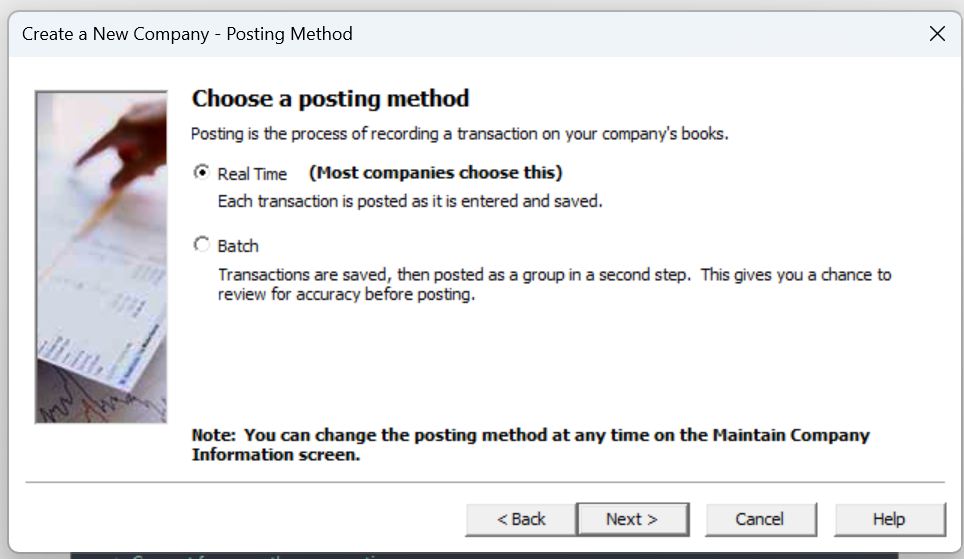 Create a New Company - Posting Method
Choose a posting method
Posting is the process of recording a transaction on your company's books.
Real Time (Most companies choose this)
Each transaction is posted as it is entered and saved.
Batch
Transactions are saved, then posted as a group in a second step. This gives you a chance to
review for accuracy before posting.
Note: You can change the posting method at any time on the Maintain Company
Information screen.
< Back Next > Cancel Help